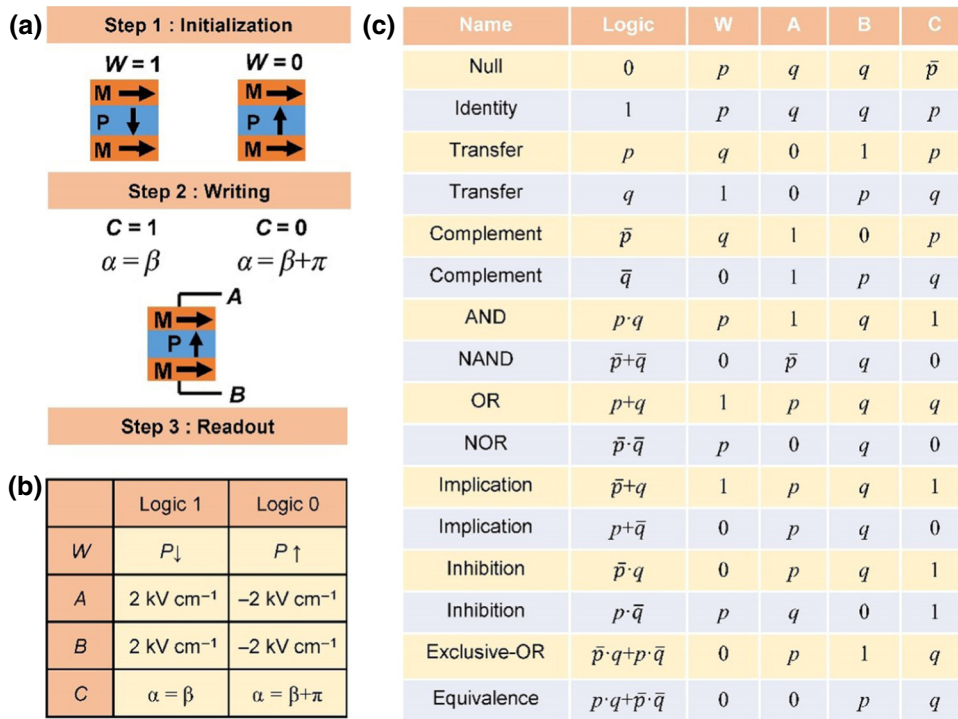 (a)
Step 1 : Initialization
W = 1 W = 0
M M
P P
M M
Step 2 : Writing
C = 1 C = 0
α = β α = β+π
A
M
P
M
B
Step 3 : Readout
(b)
Logic 1 Logic 0
W P↓ P↑
A 2 kV cm⁻¹ –2 kV cm⁻¹
B 2 kV cm⁻¹ –2 kV cm⁻¹
C α = β α = β+π
(c)
Name Logic W A B C
Null 0 p q q p̄
Identity 1 p q q p
Transfer p q 0 1 p
Transfer q 1 0 p q
Complement p̄ q 1 0 p
Complement q̄ 0 1 p q
AND p·q p 1 q 1
NAND p̄+q̄ 0 p̄ q 0
OR p+q 1 p q q
NOR p̄·q̄ p 0 q 0
Implication p̄+q 1 p q 1
Implication p+q̄ 0 p q 0
Inhibition p̄·q 0 p q 1
Inhibition p·q̄ p q 0 1
Exclusive-OR p̄·q+p·q̄ 0 p 1 q
Equivalence p·q+p̄·q̄ 0 0 p q